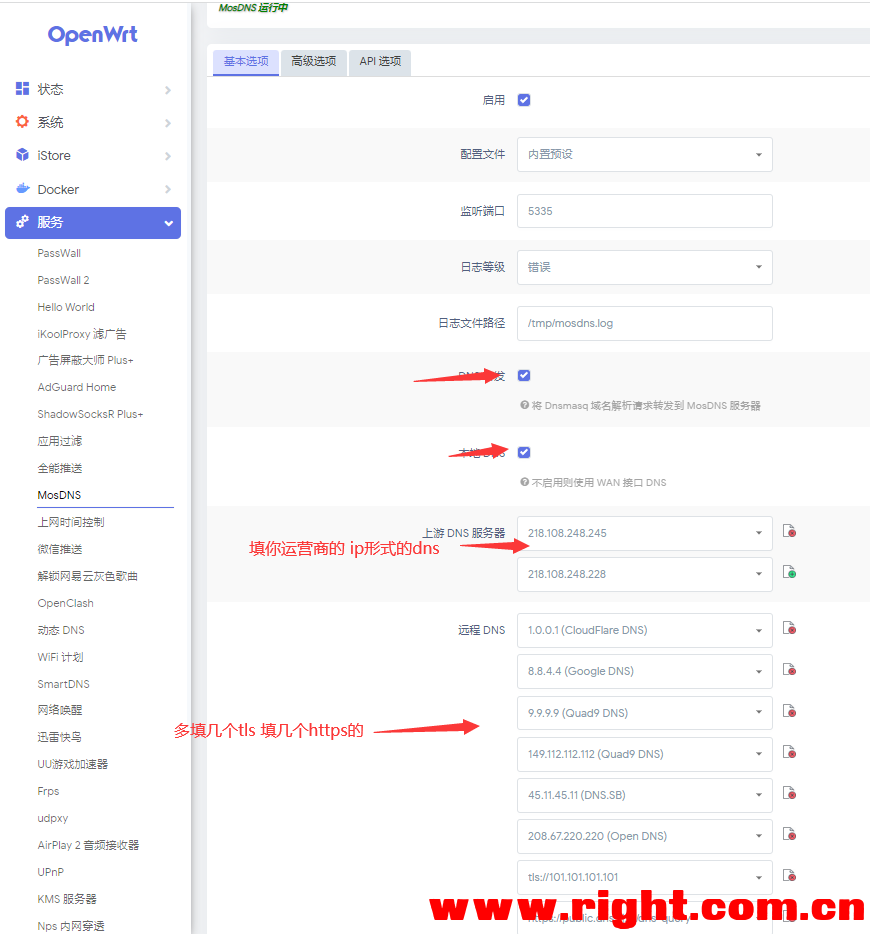 MosDNS 运行中
OpenWrt
状态
系统
iStore
Docker
服务
PassWall
PassWall 2
Hello World
iKoolProxy 滤广告
广告屏蔽大师 Plus+
AdGuard Home
ShadowSocksR Plus+
应用过滤
全能推送
MosDNS
上网时间控制
微信推送
解锁网易云灰色歌曲
OpenClash
动态 DNS
WiFi 计划
SmartDNS
网络唤醒
迅雷快鸟
UU游戏加速器
Frps
udpxy
AirPlay 2 音频接收器
UPnP
KMS 服务器
Nps 内网穿透
基本选项 高级选项 API 选项
启用
配置文件 内置预设
监听端口 5335
日志等级 错误
日志文件路径 /tmp/mosdns.log
DNS 发
将 Dnsmasq 域名解析请求转发到 MosDNS 服务器
本地 DNS
不启用则使用 WAN 接口 DNS
上游 DNS 服务器 218.108.248.245
填你运营商的 ip形式的dns
218.108.248.228
远程 DNS 1.0.0.1 (CloudFlare DNS)
8.8.4.4 (Google DNS)
9.9.9.9 (Quad9 DNS)
多填几个tls 填几个https的
149.112.112.112 (Quad9 DNS)
45.11.45.11 (DNS.SB)
208.67.220.220 (Open DNS)
tls://101.101.101.101
www.right.com.cn